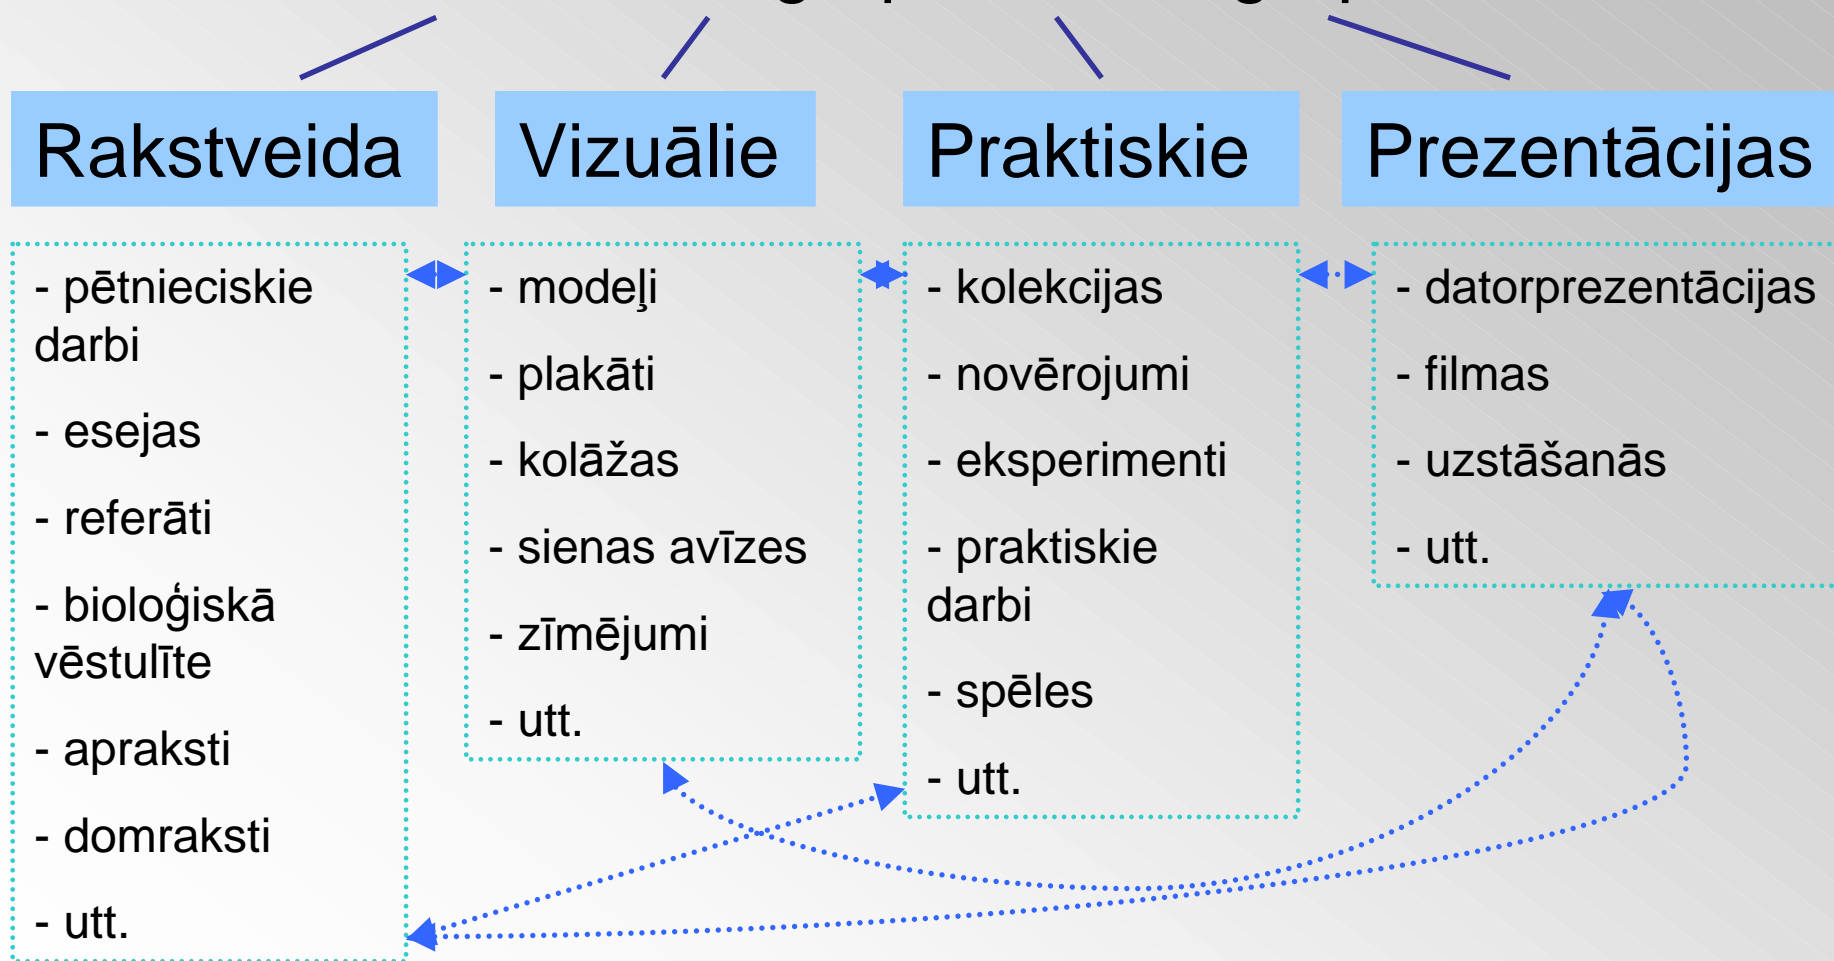 Rakstveida
Vizuālie
Praktiskie
Prezentācijas
- pētnieciskie
darbi
- esejas
- referāti
- bioloģiskā
vēstulīte
- apraksti
- domraksti
- utt.
- modeļi
- plakāti
- kolāžas
- sienas avīzes
- zīmējumi
- utt.
- kolekcijas
- novērojumi
- eksperimenti
- praktiskie
darbi
- spēles
- utt.
- datorprezentācijas
- filmas
- uzstāšanās
- utt.